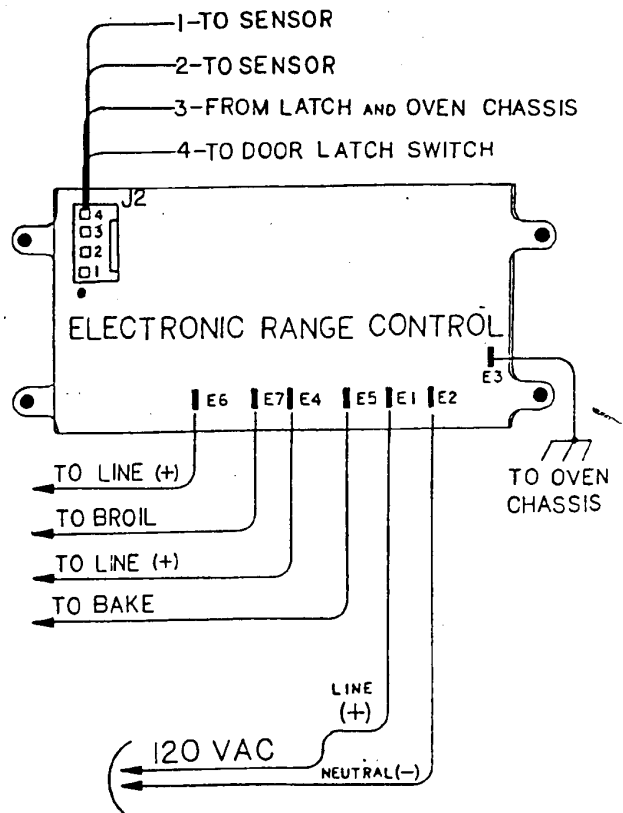 1-TO SENSOR
2-TO SENSOR
3-FROM LATCH AND OVEN CHASSIS
4-TO DOOR LATCH SWITCH
J2
4
3
2
1
ELECTRONIC RANGE CONTROL
E3
E6 E7 E4 E5 E1 E2
TO OVEN
CHASSIS
TO LINE (+)
TO BROIL
TO LINE (+)
TO BAKE
LINE
(+)
120 VAC
NEUTRAL(-)